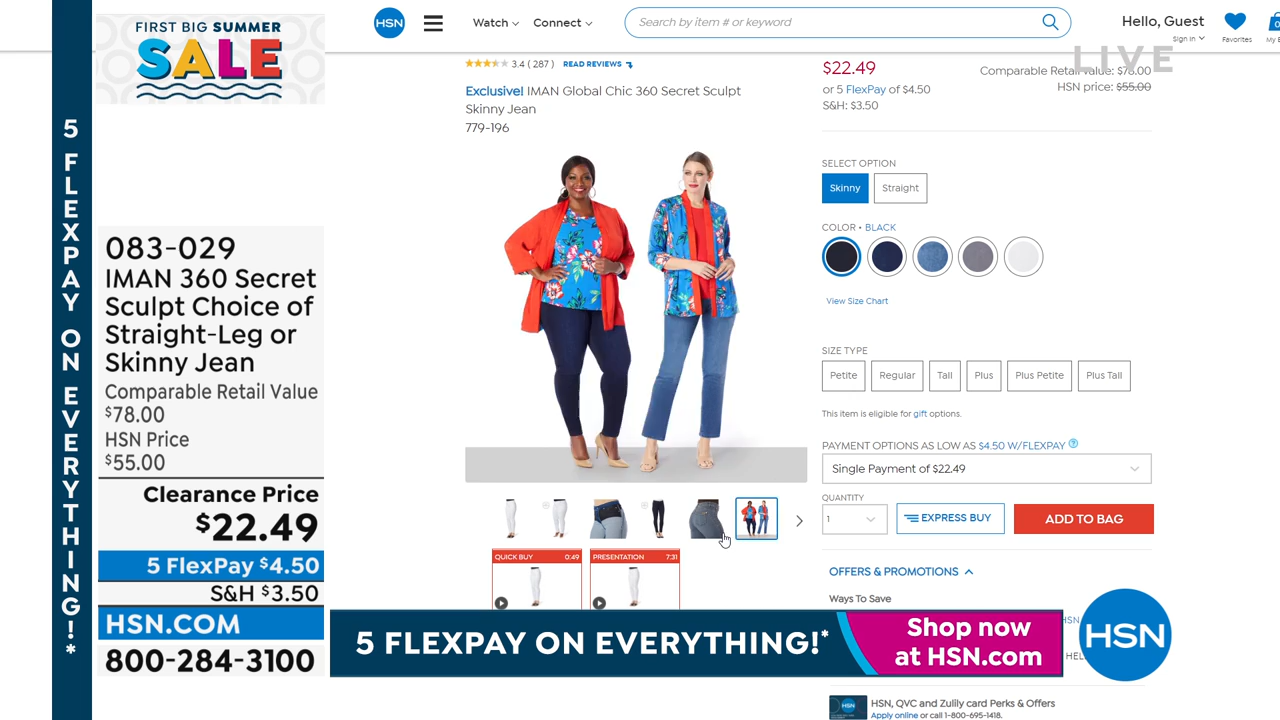 FIRST BIG SUMMER
SALE
5 FLEXPAY ON EVERYTHING!*
083-029
IMAN 360 Secret
Sculpt Choice of
Straight-Leg or
Skinny Jean
Comparable Retail Value
$78.00
HSN Price
$55.00
Clearance Price
$22.49
5 FlexPay $4.50
S&H $3.50
HSN.COM
800-284-3100
HSN
Watch
Connect
Search by item # or keyword
Hello, Guest
Sign In
Favorites
0
My B
LIVE
3.4 ( 287 ) READ REVIEWS
Exclusive! IMAN Global Chic 360 Secret Sculpt
Skinny Jean
779-196
$22.49
or 5 FlexPay of $4.50
S&H: $3.50
Comparable Retail Value: $78.00
HSN price: $55.00
SELECT OPTION
Skinny
Straight
COLOR • BLACK
View Size Chart
SIZE TYPE
Petite
Regular
Tall
Plus
Plus Petite
Plus Tall
This item is eligible for gift options.
PAYMENT OPTIONS AS LOW AS $4.50 W/FLEXPAY ?
Single Payment of $22.49
QUANTITY
1
EXPRESS BUY
ADD TO BAG
QUICK BUY 0:49
PRESENTATION 7:31
OFFERS & PROMOTIONS
Ways To Save
HSN
HEL
5 FLEXPAY ON EVERYTHING!*
Shop now
at HSN.com
HSN
HSN
HSN, QVC and Zulily card Perks & Offers
Apply online or call 1-800-695-1418.